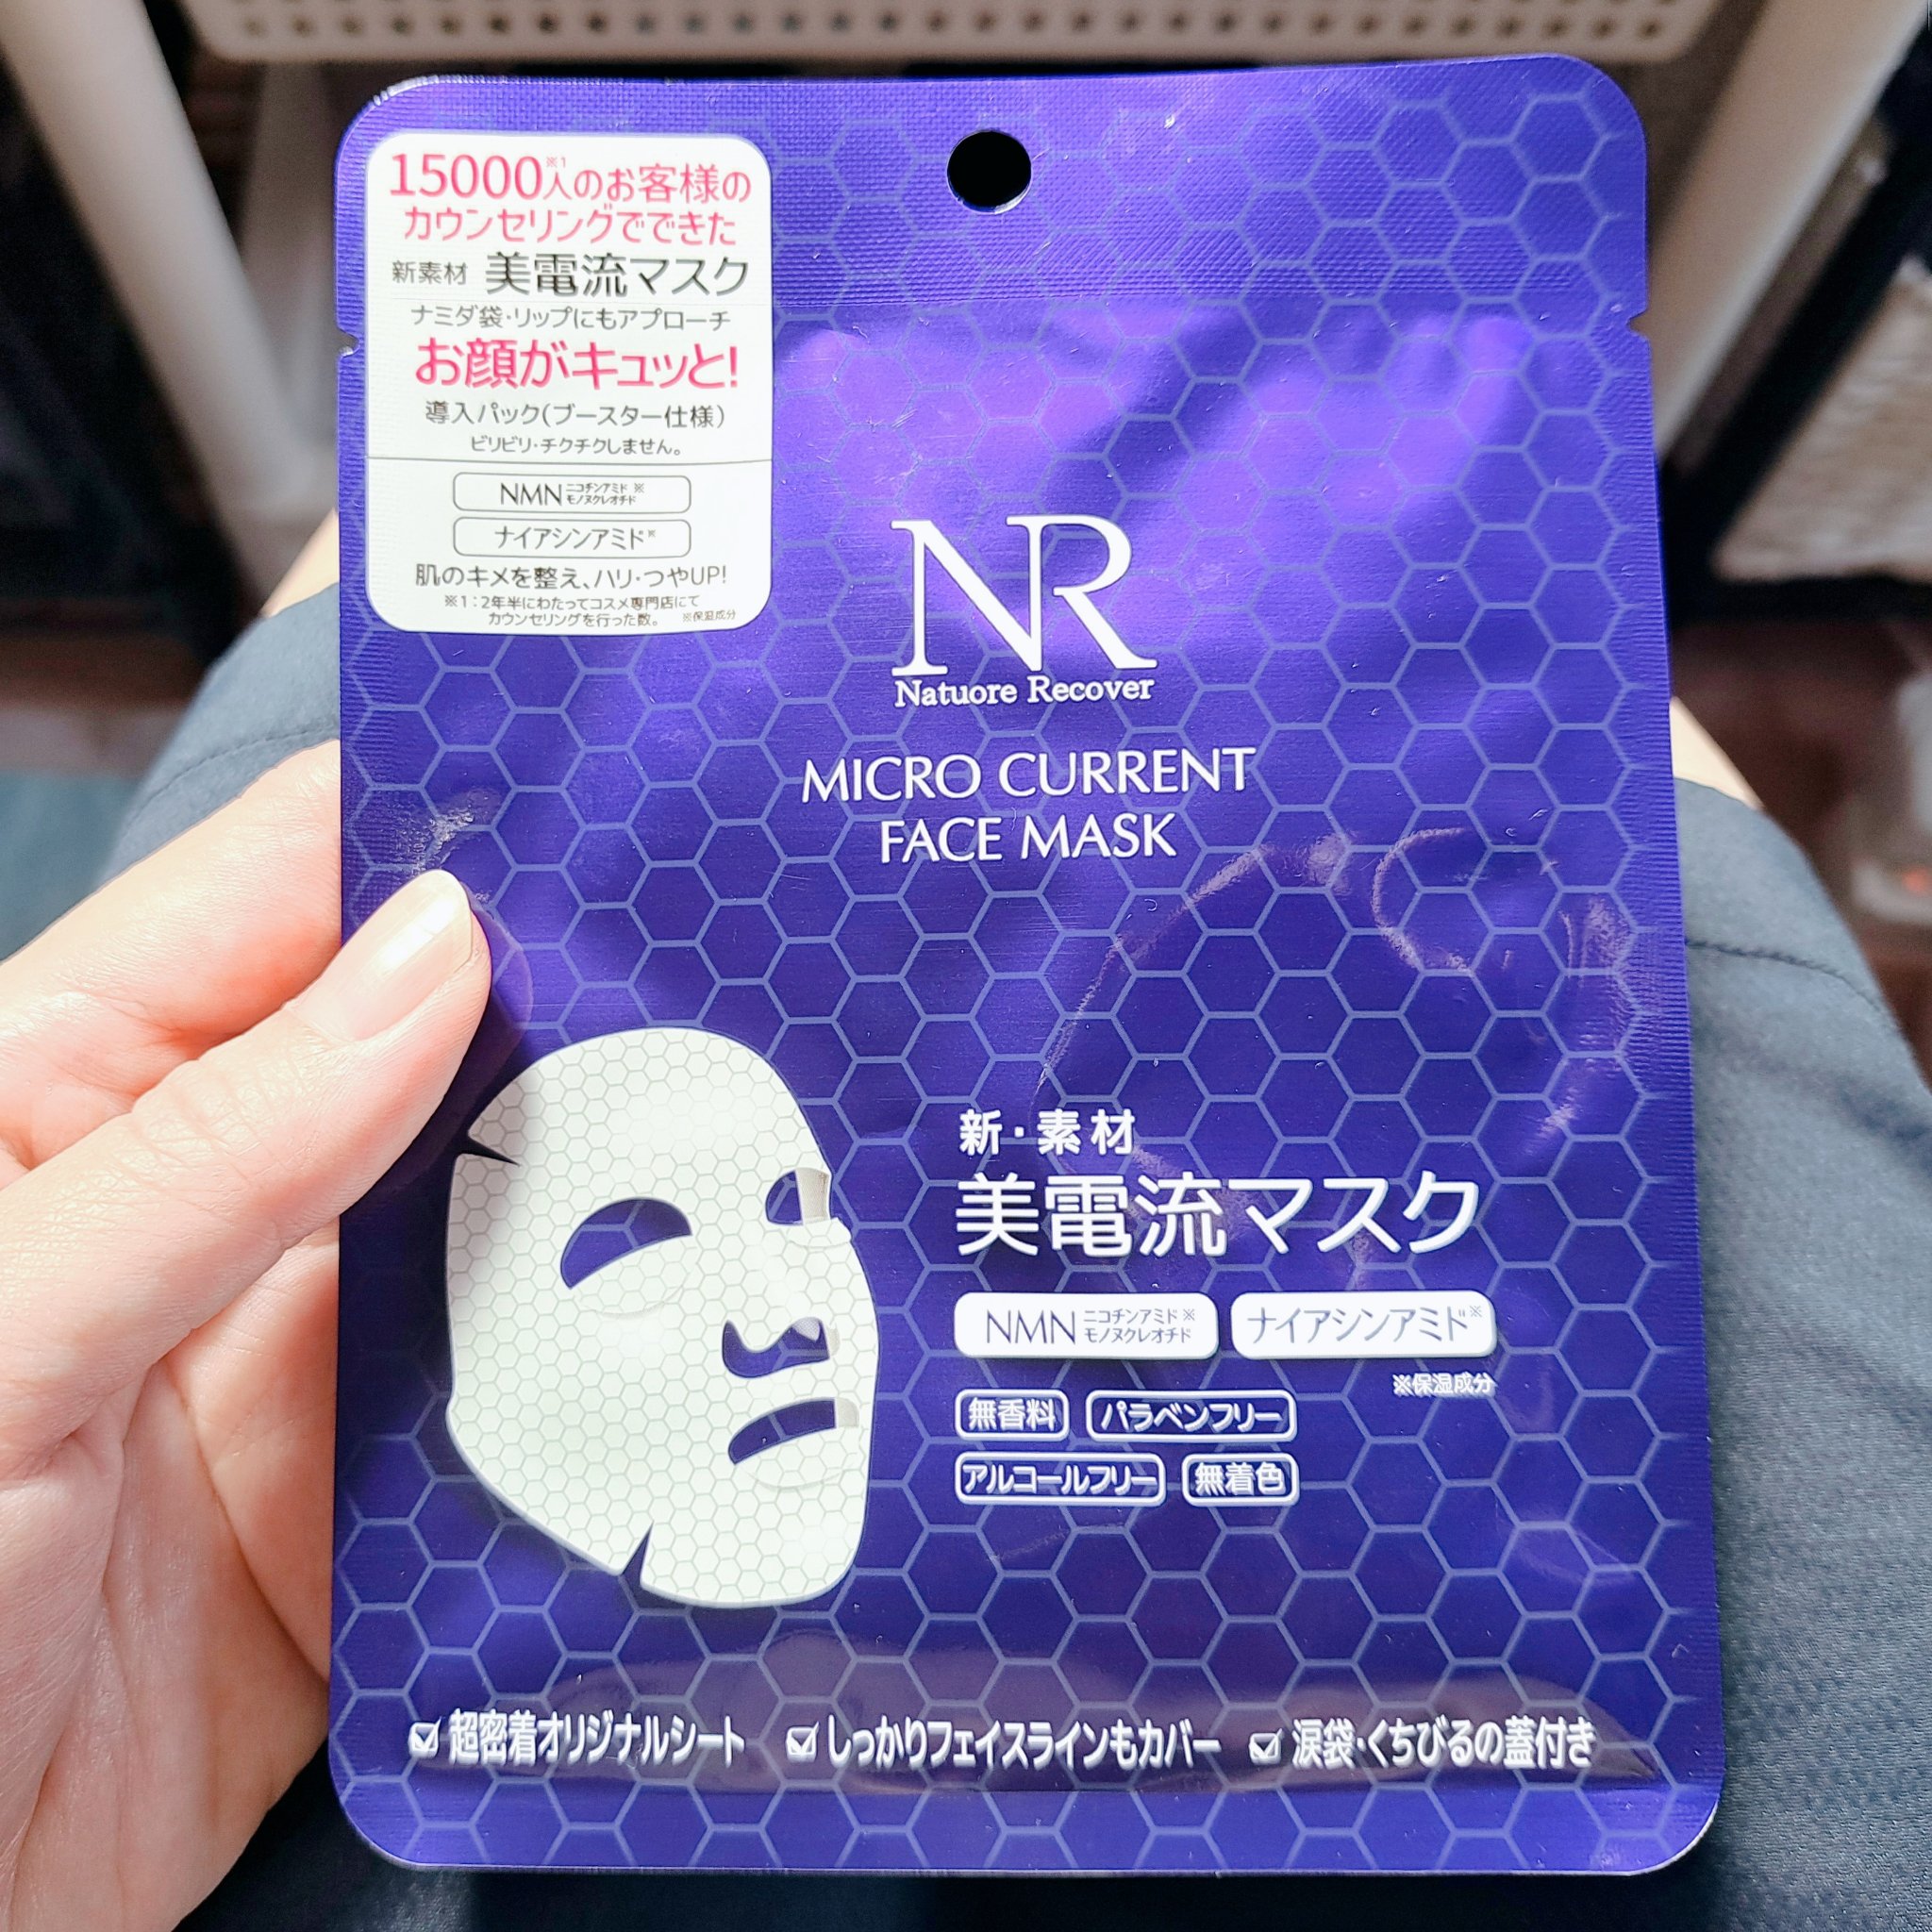 15000※1人のお客様の
カウンセリングでできた
新素材 美電流マスク
ナミダ袋・リップにもアプローチ
お顔がキュッと!
導入パック(ブースター仕様)
ビリビリ・チクチクしません。
NMN ニコチンアミド ※
モノヌクレオチド
ナイアシンアミド※
肌のキメを整え、ハリ・つやUP!
※1:2年半にわたってコスメ専門店にて
カウンセリングを行った数。 ※保湿成分
NR
Natuore Recover
MICRO CURRENT
FACE MASK
新・素材
美電流マスク
NMN ニコチンアミド ※
モノヌクレオチド
ナイアシンアミド※
※保湿成分
無香料 パラベンフリー
アルコールフリー 無着色
超密着オリジナルシート しっかりフェイスラインもカバー 涙袋・くちびるの蓋付き